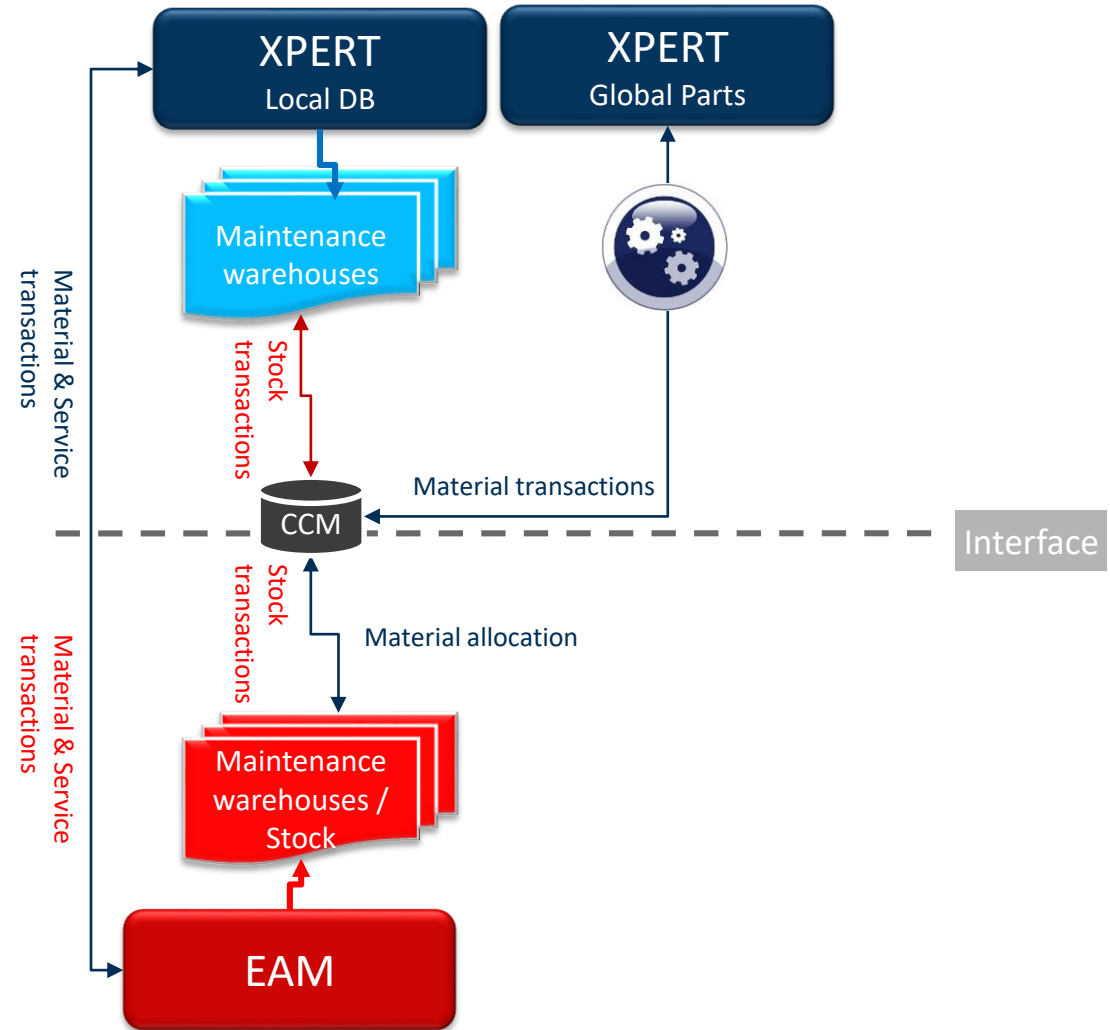 XPERT
Local DB
XPERT
Global Parts
Maintenance
warehouses
Material & Service
transactions
Stock
transactions
Material transactions
CCM
Interface
Stock
transactions
Material allocation
Material & Service
transactions
Maintenance
warehouses /
Stock
EAM